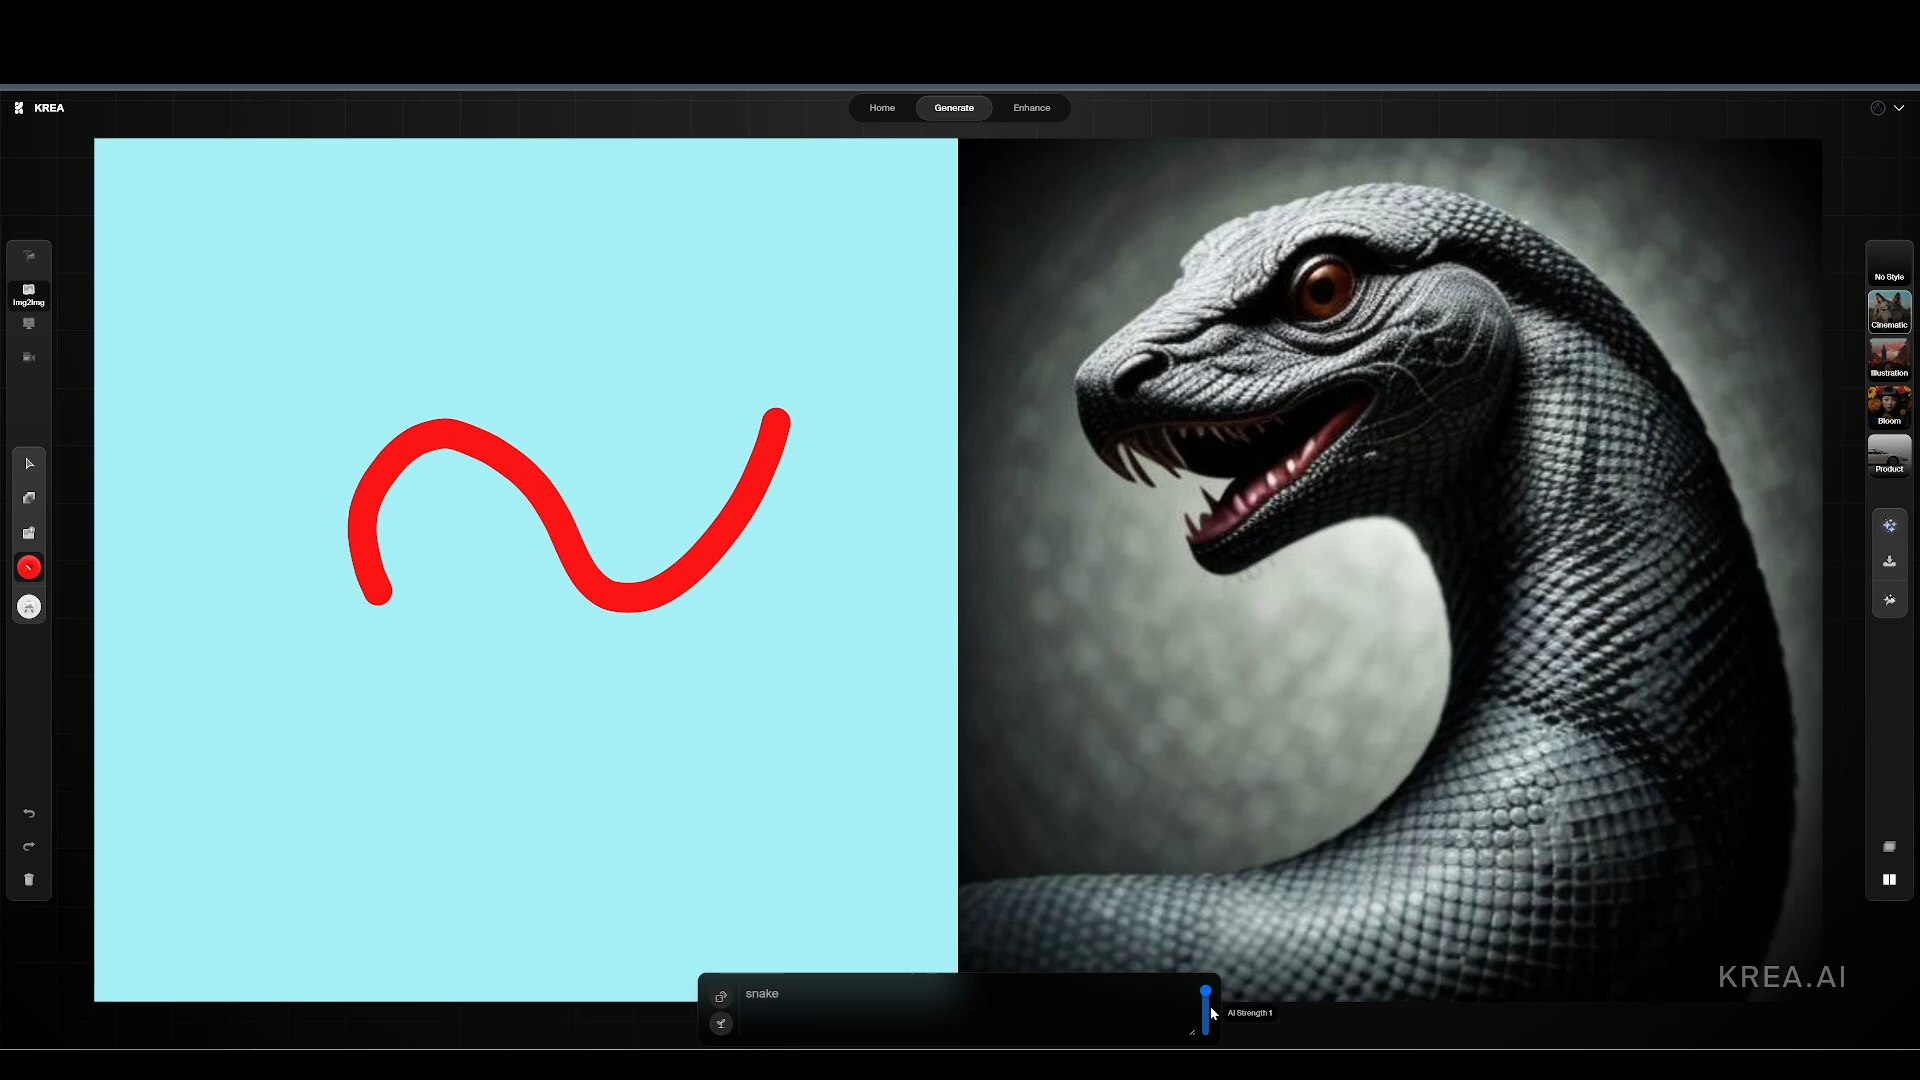 KREA
Home
Generate
Enhance
Img2Img
No Style
Cinematic
Illustration
Bloom
Product
KREA.AI
snake
AI Strength 1